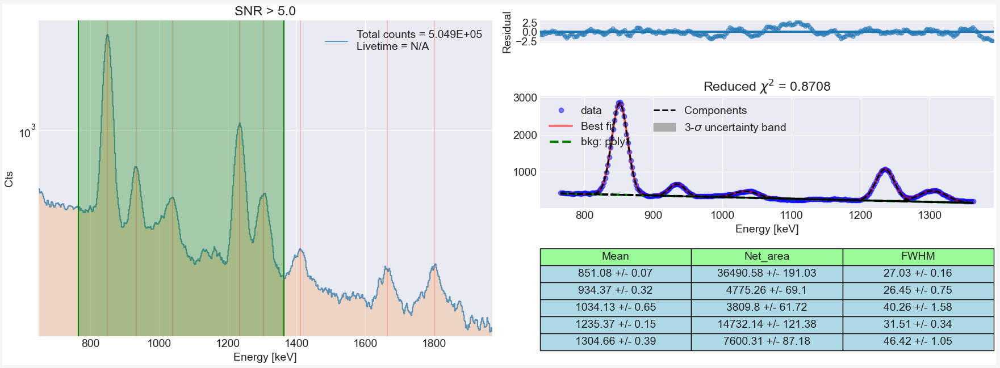 SNR > 5.0
Total counts = 5.049E+05
Livetime = N/A
10³
Cts
800 1000 1200 1400 1600 1800
Energy [keV]
Residual
2.5
0.0
−2.5
Reduced χ² = 0.8708
3000
2000
1000
data
Best fit
bkg: poly
Components
3-σ uncertainty band
800 900 1000 1100 1200 1300
Energy [keV]
Mean Net_area FWHM
851.08 +/- 0.07 36490.58 +/- 191.03 27.03 +/- 0.16
934.37 +/- 0.32 4775.26 +/- 69.1 26.45 +/- 0.75
1034.13 +/- 0.65 3809.8 +/- 61.72 40.26 +/- 1.58
1235.37 +/- 0.15 14732.14 +/- 121.38 31.51 +/- 0.34
1304.66 +/- 0.39 7600.31 +/- 87.18 46.42 +/- 1.05